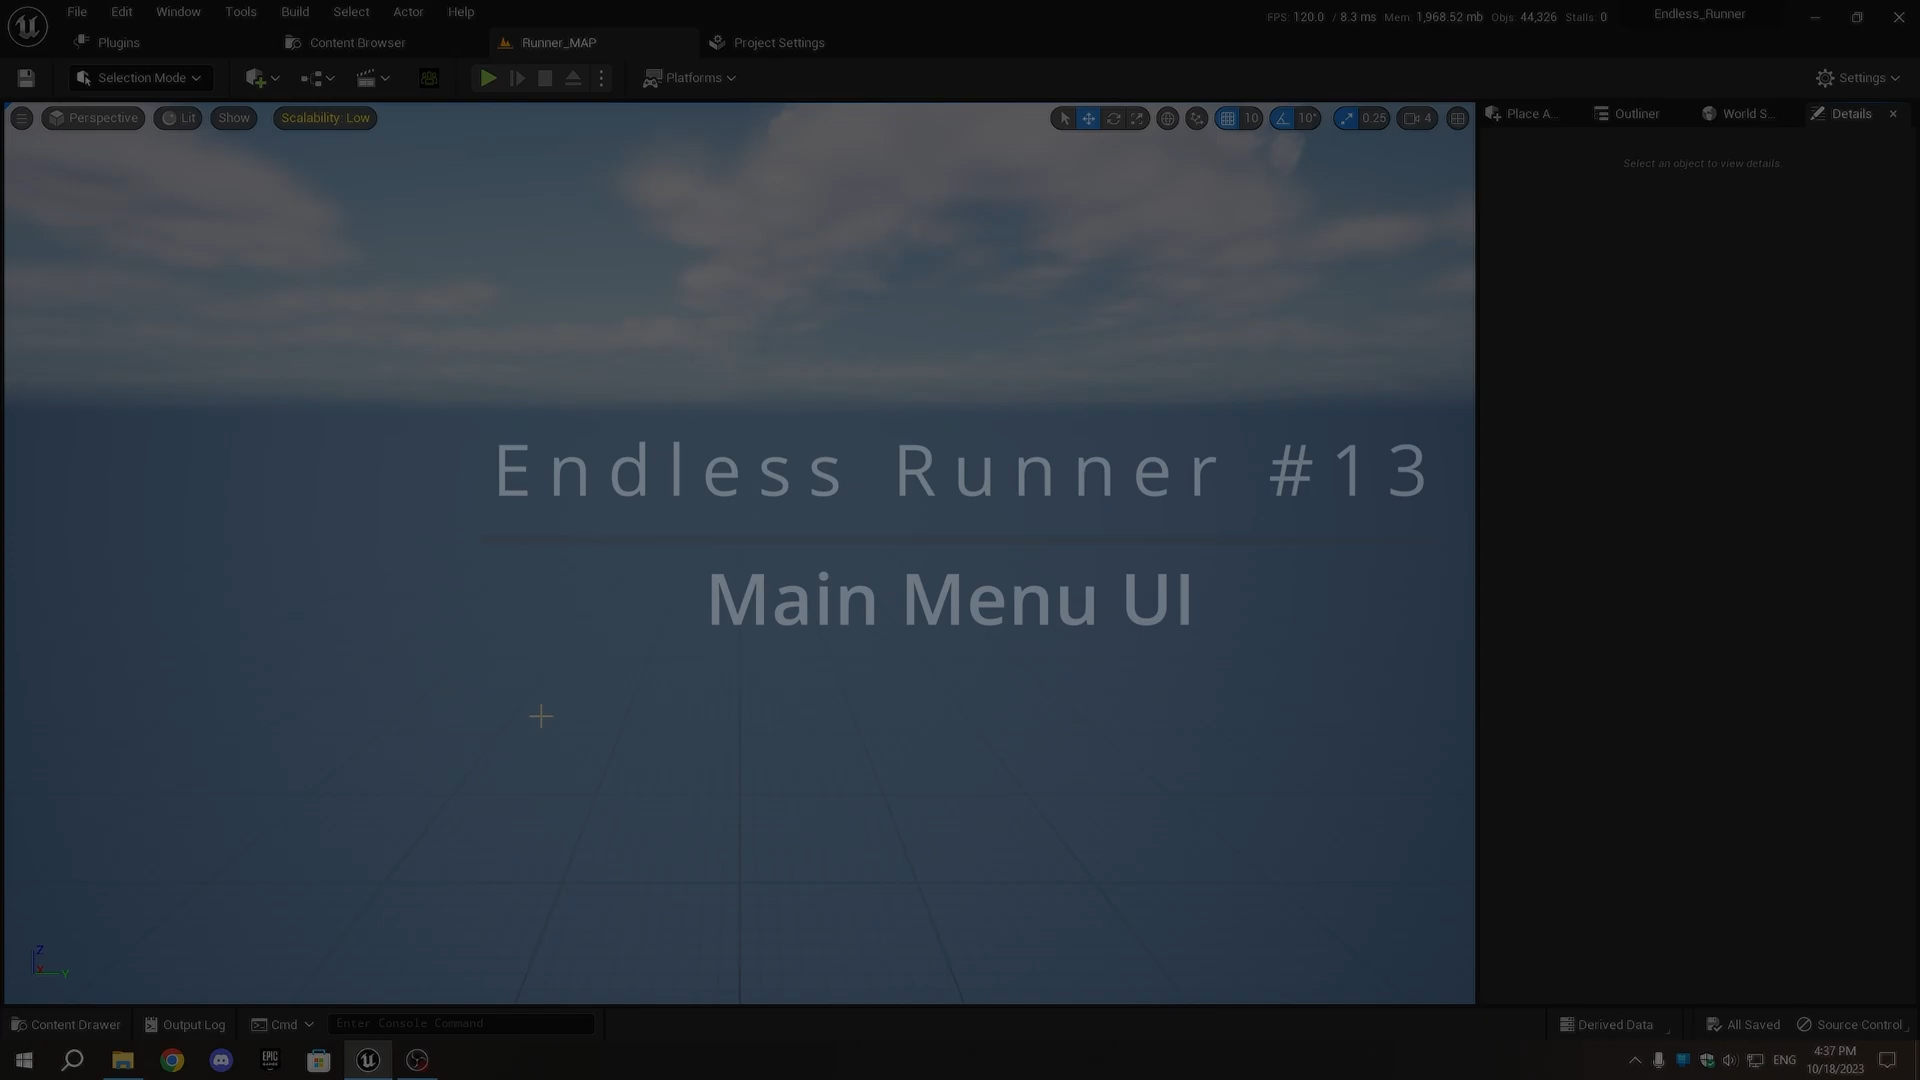 File Edit Window Tools Build Select Actor Help
FPS: 120.0 / 8.3 ms Mem: 1,968.52 mb Objs: 44,326 Stalls: 0
Endless_Runner
Plugins
Content Browser
Runner_MAP
Project Settings
Selection Mode
Platforms
Settings
Perspective
Lit
Show
Scalability: Low
10
10°
0.25
4
Place A...
Outliner
World S...
Details
Select an object to view details.
Endless Runner #13
Main Menu UI
Z
X
Y
Content Drawer
Output Log
Cmd
Enter Console Command
Derived Data
All Saved
Source Control
EPIC
GAMES
ENG
4:37 PM
10/18/2023